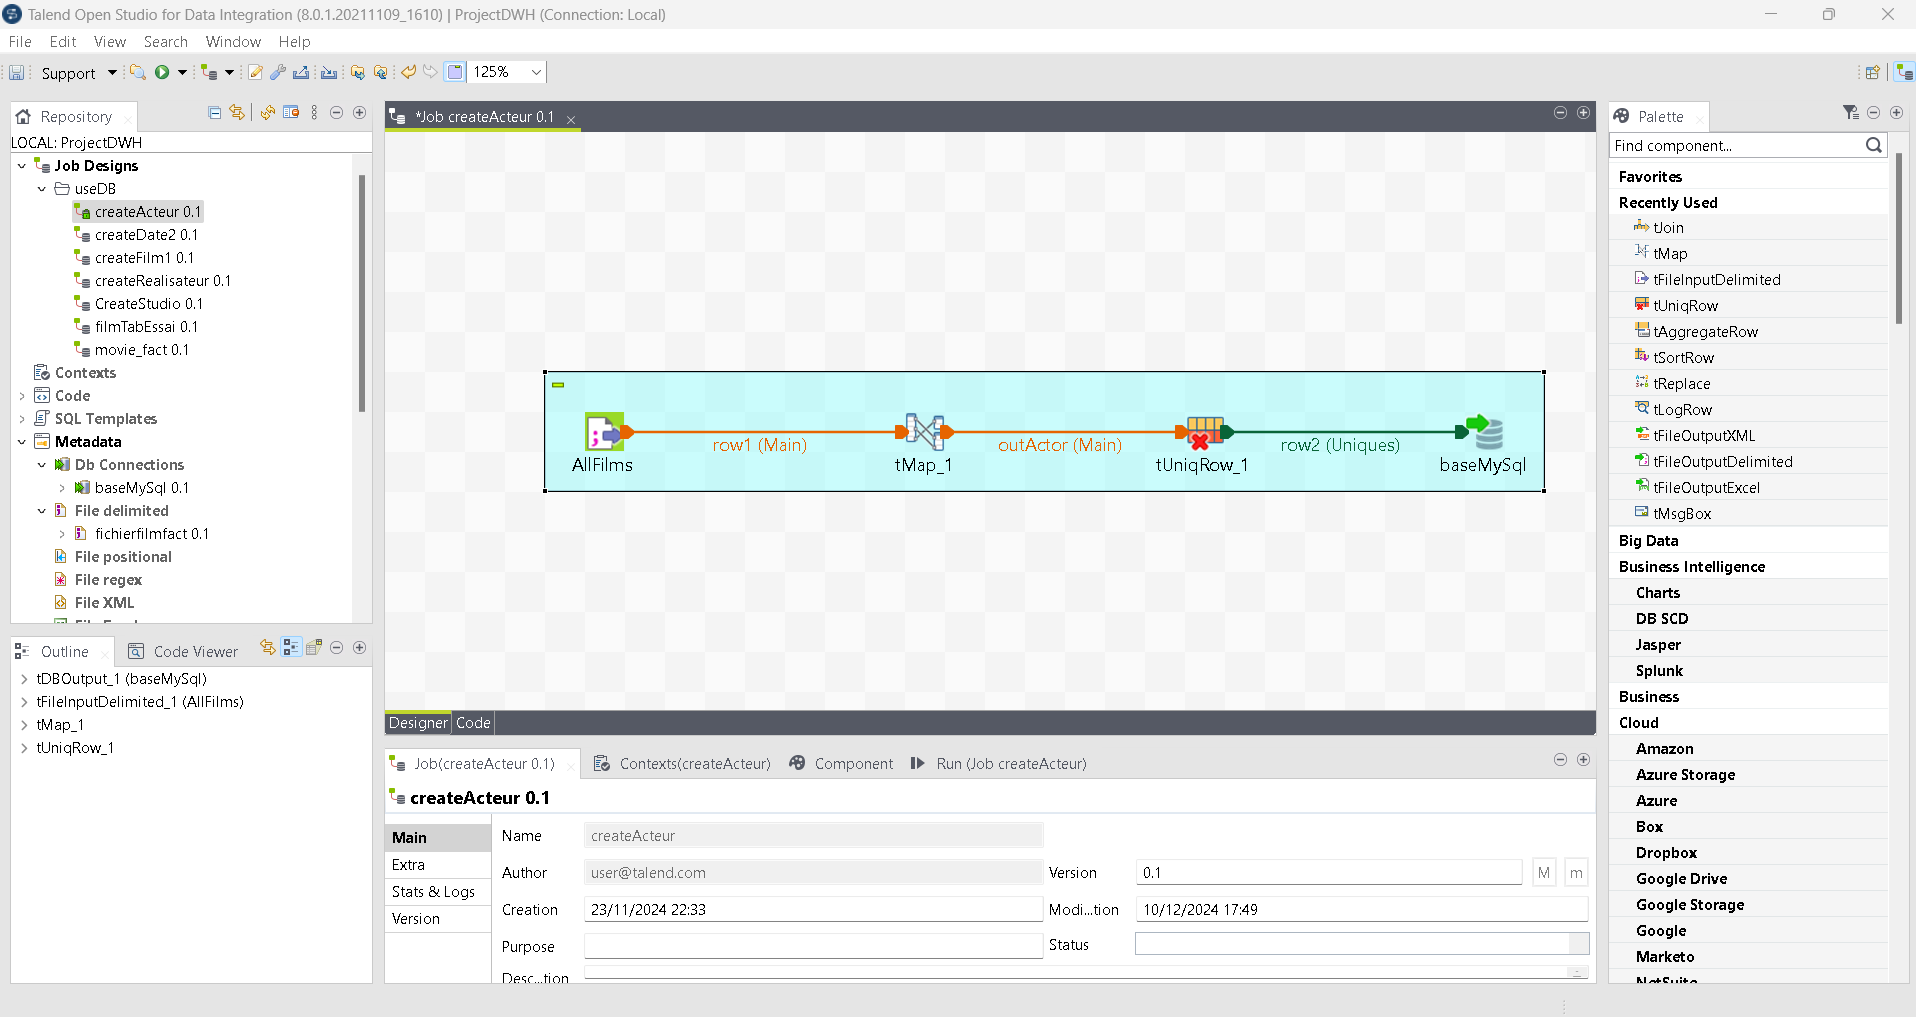 Talend Open Studio for Data Integration (8.0.1.20211109_1610) | ProjectDWH (Connection: Local)
File Edit View Search Window Help
Support 125%
Repository
LOCAL: ProjectDWH
Job Designs
useDB
createActeur 0.1
createDate2 0.1
createFilm1 0.1
createRealisateur 0.1
CreateStudio 0.1
filmTabEssai 0.1
movie_fact 0.1
Contexts
Code
SQL Templates
Metadata
Db Connections
baseMySql 0.1
File delimited
fichierfilmfact 0.1
File positional
File regex
File XML
Outline Code Viewer
tDBOutput_1 (baseMySql)
tFileInputDelimited_1 (AllFilms)
tMap_1
tUniqRow_1
*Job createActeur 0.1
row1 (Main) outActor (Main) row2 (Uniques)
AllFilms tMap_1 tUniqRow_1 baseMySql
Designer Code
Job(createActeur 0.1) Contexts(createActeur) Component Run (Job createActeur)
createActeur 0.1
Main
Extra
Stats & Logs
Version
Name createActeur
Author user@talend.com Version 0.1 M m
Creation 23/11/2024 22:33 Modi...tion 10/12/2024 17:49
Purpose Status
Desc...tion
Palette
Find component...
Favorites
Recently Used
tJoin
tMap
tFileInputDelimited
tUniqRow
tAggregateRow
tSortRow
tReplace
tLogRow
tFileOutputXML
tFileOutputDelimited
tFileOutputExcel
tMsgBox
Big Data
Business Intelligence
Charts
DB SCD
Jasper
Splunk
Business
Cloud
Amazon
Azure Storage
Azure
Box
Dropbox
Google Drive
Google Storage
Google
Marketo
NetSuite